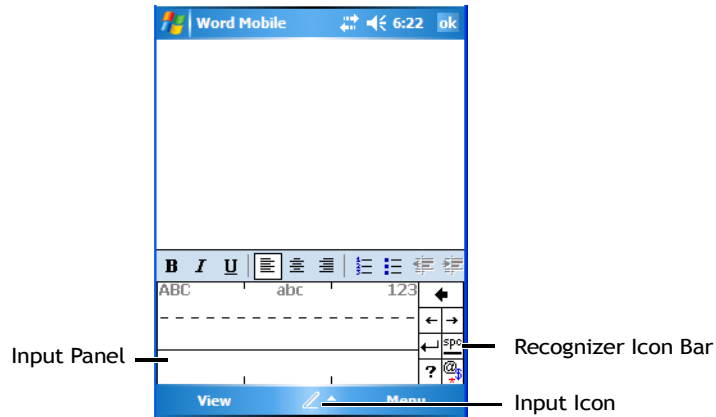 Word Mobile 6:22 ok
B I U
ABC abc 123
spc
Input Panel
Recognizer Icon Bar
? @ * $
View Menu
Input Icon